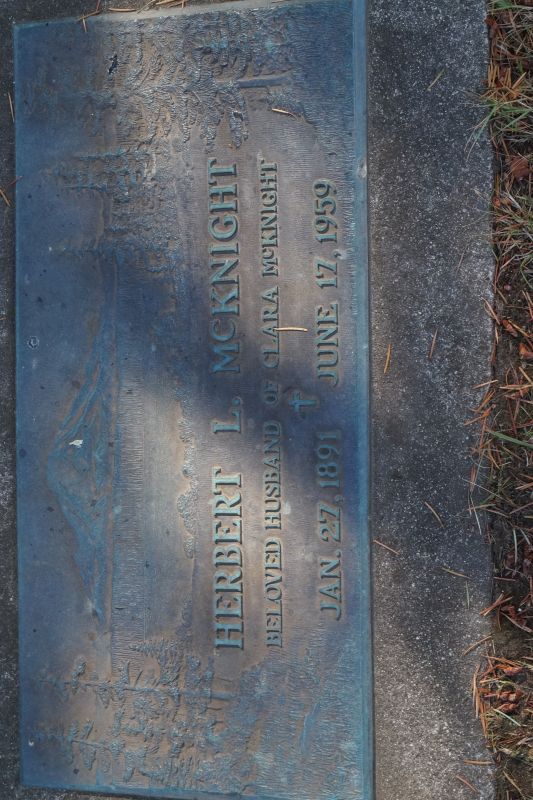 HERBERT L. McKNIGHT
BELOVED HUSBAND OF CLARA McKNIGHT
JAN. 27, 1891 ✝ JUNE 17, 1959